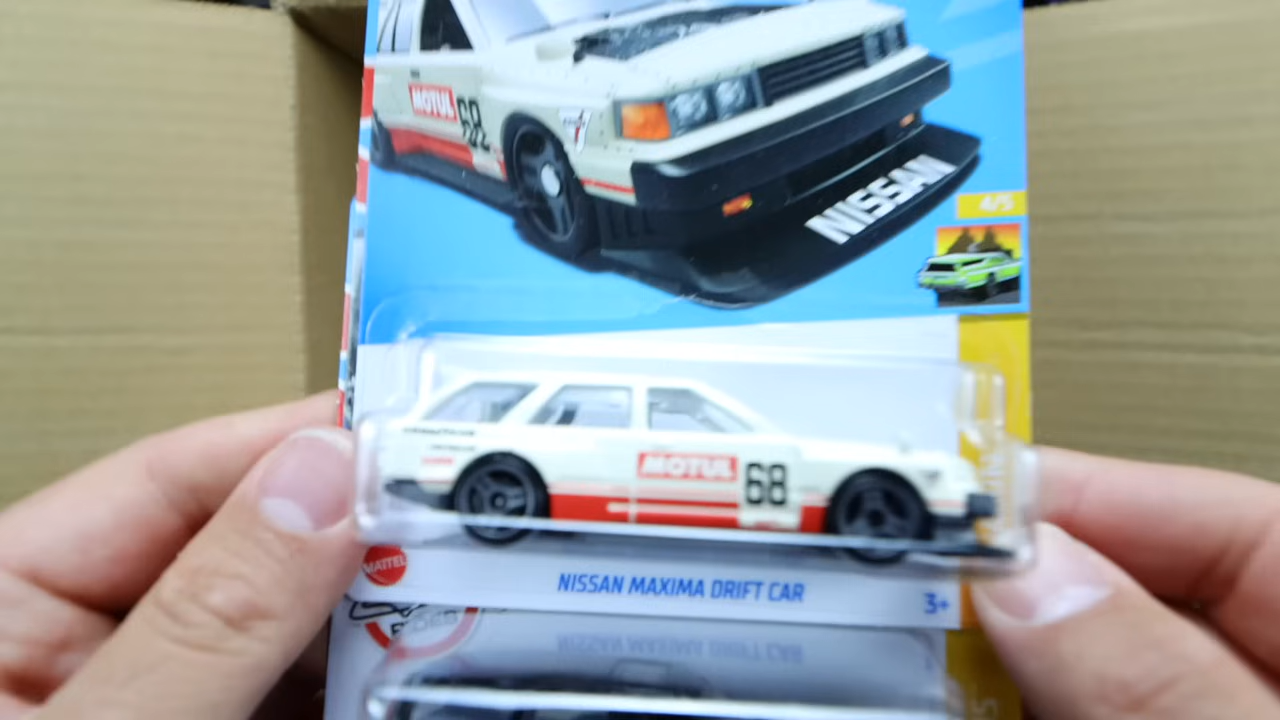 MOTUL
68
NISSAN
4/5
MOTUL
68
MATTEL
NISSAN MAXIMA DRIFT CAR
3+